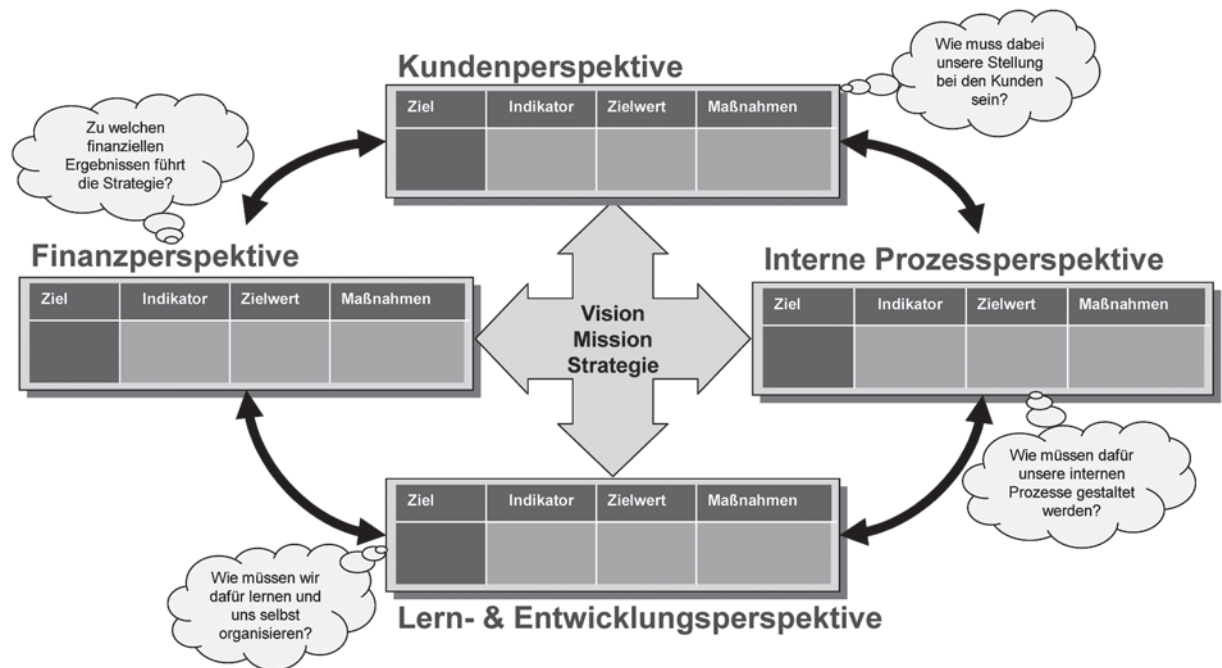 Kundenperspektive
Wie muss dabei
unsere Stellung
bei den Kunden
sein?
Ziel Indikator Zielwert Maßnahmen
Zu welchen
finanziellen
Ergebnissen führt
die Strategie?
Finanzperspektive
Ziel Indikator Zielwert Maßnahmen
Vision
Mission
Strategie
Interne Prozessperspektive
Ziel Indikator Zielwert Maßnahmen
Wie müssen dafür
unsere internen
Prozesse gestaltet
werden?
Ziel Indikator Zielwert Maßnahmen
Wie müssen wir
dafür lernen und
uns selbst
organisieren?
Lern- & Entwicklungsperspektive